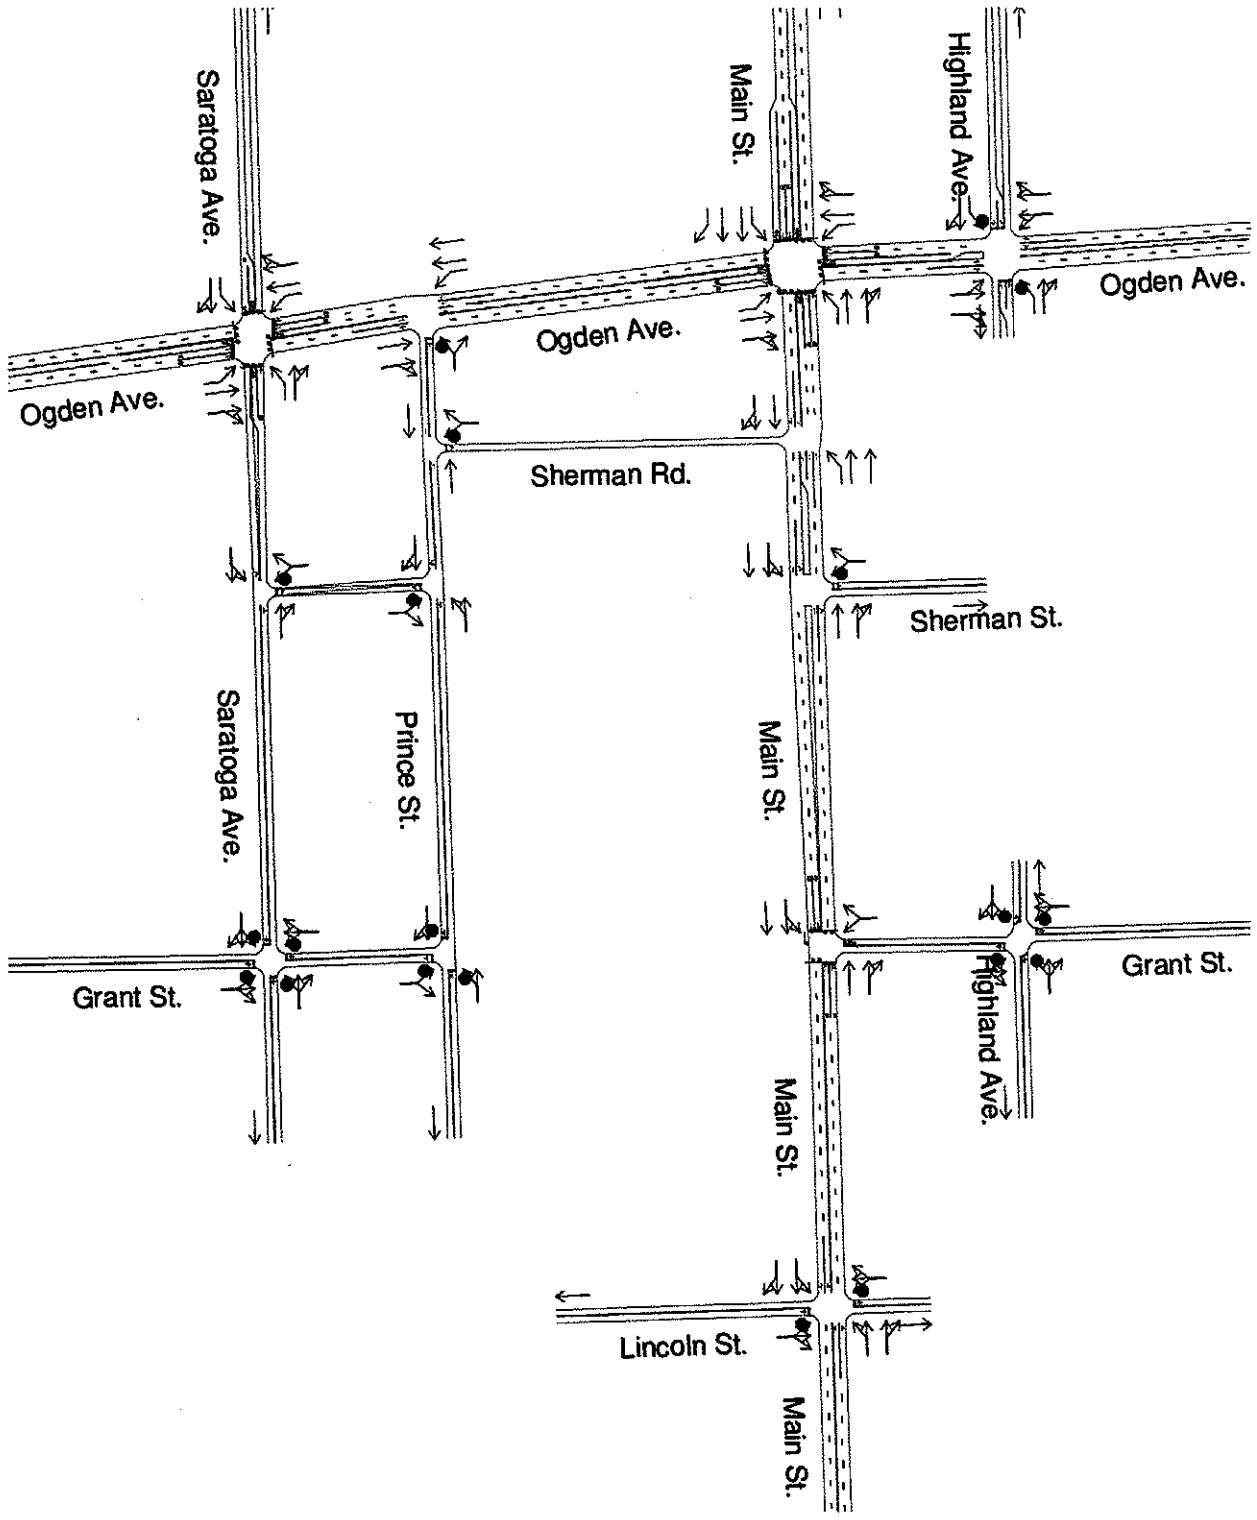 Saratoga Ave.
Main St.
Highland Ave.
Ogden Ave.
Ogden Ave.
Ogden Ave.
Sherman Rd.
Sherman St.
Saratoga Ave.
Prince St.
Main St.
Grant St.
Highland Ave.
Grant St.
Main St.
Lincoln St.
Main St.